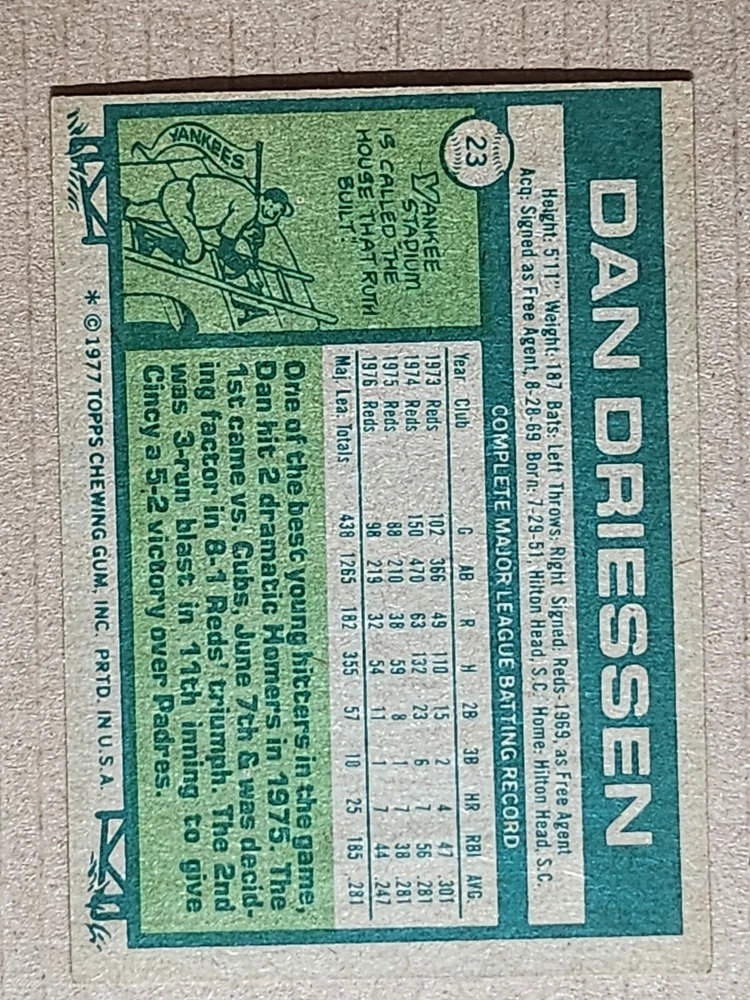 DAN DRIESSEN
23
Height: 5'11" Weight: 187 Bats: Left Throws: Right Signed: Reds-1969, as Free Agent
Acq: Signed as Free Agent, 8-28-69 Born: 7-29-51, Hilton Head, S.C. Home: Hilton Head, S.C.
COMPLETE MAJOR LEAGUE BATTING RECORD
Year Club G AB R H 2B 3B HR RBI AVG.
1973 Reds 102 366 49 110 15 2 4 47 .301
1974 Reds 150 470 63 132 23 6 7 56 .281
1975 Reds 88 210 38 59 8 1 7 38 .281
1976 Reds 98 219 32 54 11 1 7 44 .247
Maj. Lea. Totals 438 1265 182 355 57 10 25 185 .281
YANKEE
STADIUM
IS CALLED THE
HOUSE THAT RUTH
BUILT.
YANKEES
One of the best young hitters in the game,
Dan hit 2 dramatic Homers in 1975. The
1st came vs. Cubs, June 7th & was decid-
ing factor in 8-1 Reds' triumph. The 2nd
was 3-run blast in 11th inning to give
Cincy a 5-2 victory over Padres.
* © 1977 TOPPS CHEWING GUM, INC. PRTD. IN U.S.A.